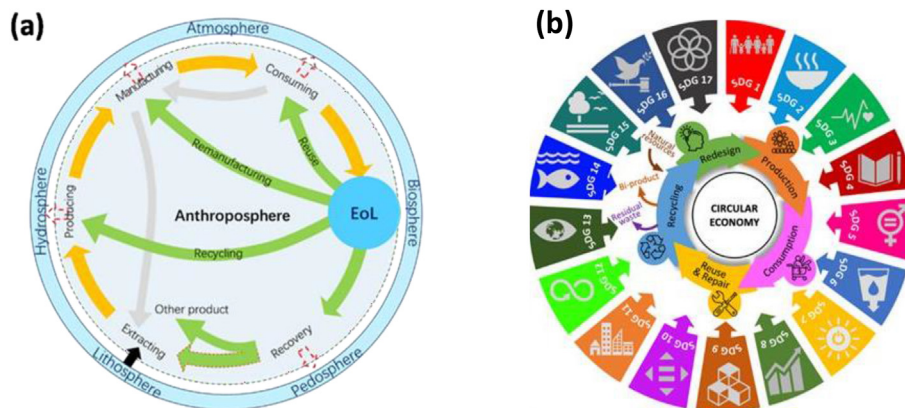 (a)
Atmosphere
Manufacturing
Consuming
Reuse
Remanufacturing
Hydrosphere
Producing
Anthroposphere
EoL
Biosphere
Recycling
Other product
Extracting
Recovery
Lithosphere
Pedosphere
(b)
SDG 17
SDG 1
SDG 2
SDG 3
SDG 4
SDG 5
SDG 6
SDG 7
SDG 8
SDG 9
SDG 10
SDG 11
SDG 12
SDG 13
SDG 14
SDG 15
SDG 16
Natural
resources
Bi-product
Residual
waste
Redesign
Production
Consumption
Reuse
& Repair
Recycling
CIRCULAR
ECONOMY